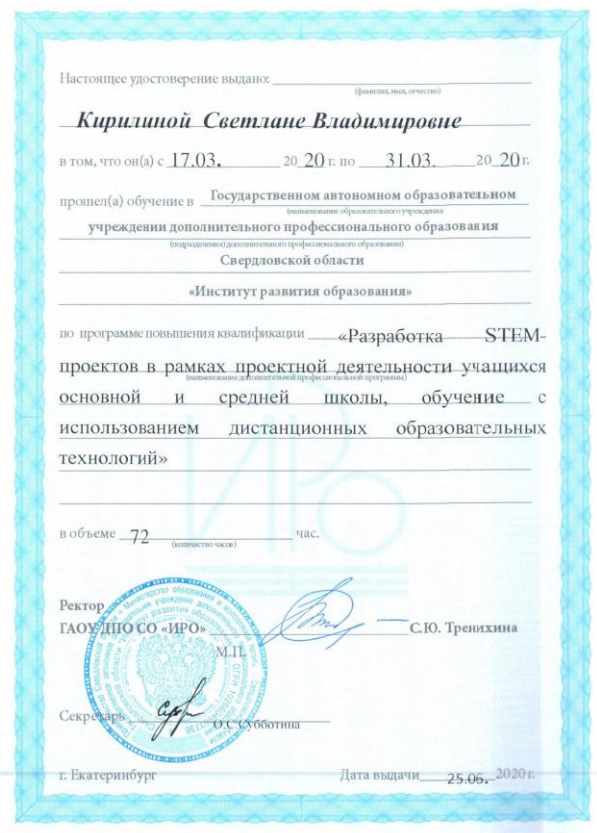 Настоящее удостоверение выдано:
(фамилия, имя, отчество)
Кирилиной Светлане Владимировне
в том, что он(а) с 17.03. 20 20 г. по 31.03. 20 20 г.
прошел(а) обучение в Государственном автономном образовательном
(наименование образовательного учреждения
учреждении дополнительного профессионального образования
(подразделения) дополнительного профессионального образования)
Свердловской области
«Институт развития образования»
по программе повышения квалификации «Разработка STEM-
проектов в рамках проектной деятельности учащихся
(наименование дополнительной профессиональной программы)
основной и средней школы, обучение с
использованием дистанционных образовательных
технологий»
ИРО
в объеме 72 час.
(количество часов)
Ректор
ГАОУ ДПО СО «ИРО» С.Ю. Тренихина
М.П.
Секретарь О.С.Субботина
г. Екатеринбург Дата выдачи 25.06. 2020 г.